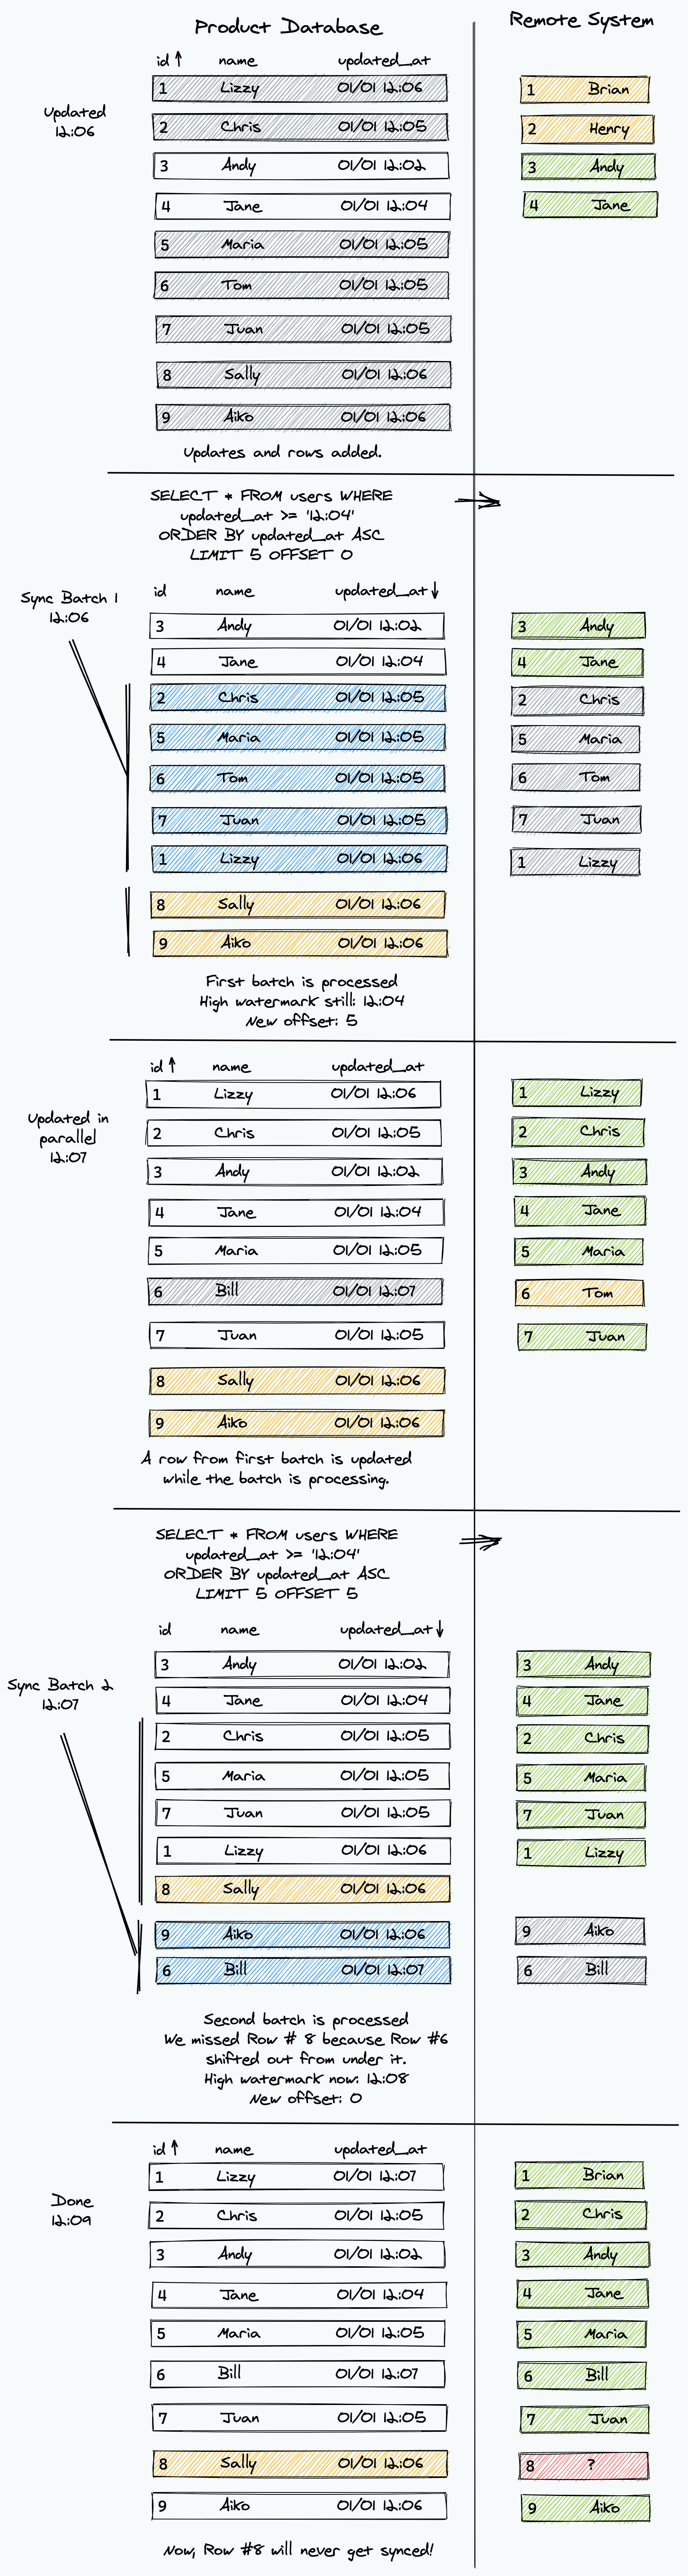 Product Database
Remote System
id ↑ name updated_at
Updated
12:06
1 Lizzy 01/01 12:06
1 Brian
2 Chris 01/01 12:05
2 Henry
3 Andy 01/01 12:02
3 Andy
4 Jane 01/01 12:04
4 Jane
5 Maria 01/01 12:05
6 Tom 01/01 12:05
7 Juan 01/01 12:05
8 Sally 01/01 12:06
9 Aiko 01/01 12:06
Updates and rows added.
SELECT * FROM users WHERE
updated_at >= '12:04'
ORDER BY updated_at ASC
LIMIT 5 OFFSET 0
Sync Batch 1
12:06
id name updated_at ↓
3 Andy 01/01 12:02
3 Andy
4 Jane 01/01 12:04
4 Jane
2 Chris 01/01 12:05
2 Chris
5 Maria 01/01 12:05
5 Maria
6 Tom 01/01 12:05
6 Tom
7 Juan 01/01 12:05
7 Juan
1 Lizzy 01/01 12:06
1 Lizzy
8 Sally 01/01 12:06
9 Aiko 01/01 12:06
First batch is processed
High watermark still: 12:04
New offset: 5
id ↑ name updated_at
Updated in
parallel
12:07
1 Lizzy 01/01 12:06
1 Lizzy
2 Chris 01/01 12:05
2 Chris
3 Andy 01/01 12:02
3 Andy
4 Jane 01/01 12:04
4 Jane
5 Maria 01/01 12:05
5 Maria
6 Bill 01/01 12:07
6 Tom
7 Juan 01/01 12:05
7 Juan
8 Sally 01/01 12:06
9 Aiko 01/01 12:06
A row from first batch is updated
while the batch is processing.
SELECT * FROM users WHERE
updated_at >= '12:04'
ORDER BY updated_at ASC
LIMIT 5 OFFSET 5
Sync Batch 2
12:07
id name updated_at ↓
3 Andy 01/01 12:02
3 Andy
4 Jane 01/01 12:04
4 Jane
2 Chris 01/01 12:05
2 Chris
5 Maria 01/01 12:05
5 Maria
7 Juan 01/01 12:05
7 Juan
1 Lizzy 01/01 12:06
1 Lizzy
8 Sally 01/01 12:06
9 Aiko 01/01 12:06
9 Aiko
6 Bill 01/01 12:07
6 Bill
Second batch is processed
We missed Row # 8 because Row #6
shifted out from under it.
High watermark now: 12:08
New offset: 0
id ↑ name updated_at
Done
12:09
1 Lizzy 01/01 12:07
1 Brian
2 Chris 01/01 12:05
2 Chris
3 Andy 01/01 12:02
3 Andy
4 Jane 01/01 12:04
4 Jane
5 Maria 01/01 12:05
5 Maria
6 Bill 01/01 12:07
6 Bill
7 Juan 01/01 12:05
7 Juan
8 Sally 01/01 12:06
8 ?
9 Aiko 01/01 12:06
9 Aiko
Now, Row #8 will never get synced!